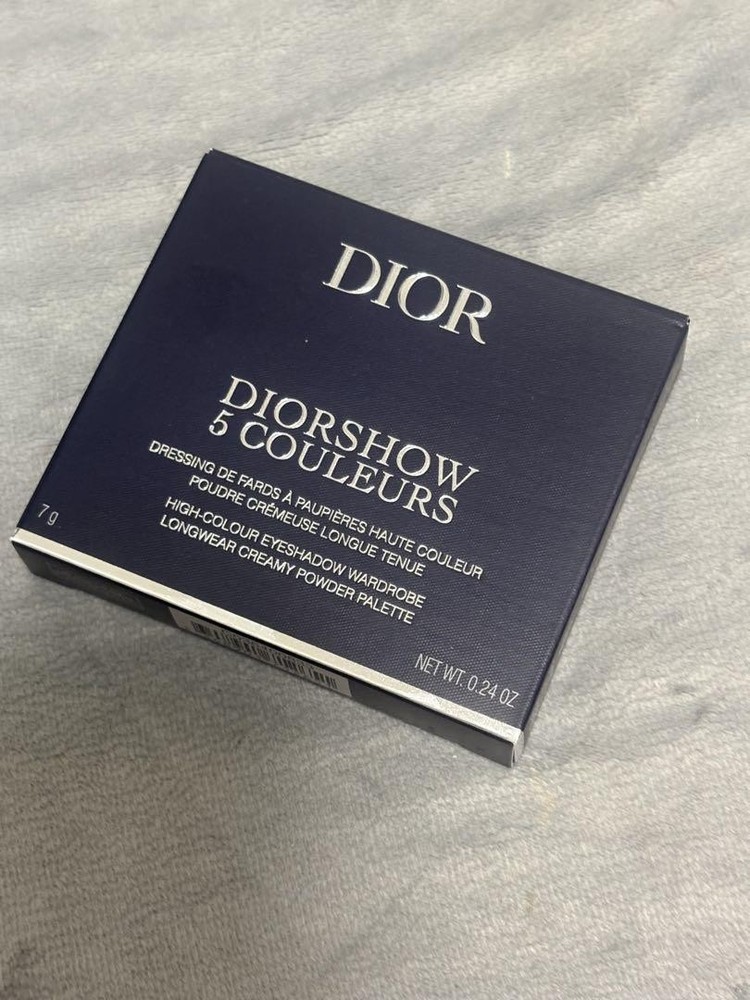 DIOR
DIORSHOW
5 COULEURS
DRESSING DE FARDS À PAUPIÈRES HAUTE COULEUR
POUDRE CRÉMEUSE LONGUE TENUE
HIGH-COLOUR EYESHADOW WARDROBE
LONGWEAR CREAMY POWDER PALETTE
7 g
NET WT. 0.24 OZ